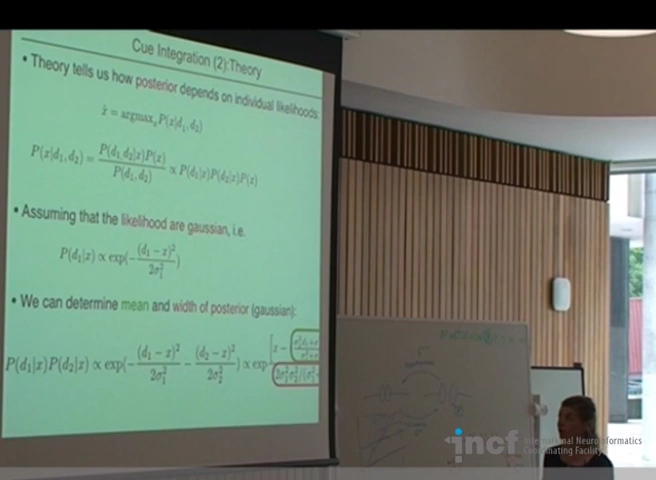 Cue Integration (2):Theory
• Theory tells us how posterior depends on individual likelihoods:
x̂ = argmaxₓP(x|d₁, d₂)
P(x|d₁, d₂) = P(d₁,d₂|x)P(x) / P(d₁, d₂) ∝ P(d₁|x)P(d₂|x)P(x)
• Assuming that the likelihood are gaussian, i.e.
P(d₁|x) ∝ exp(−(d₁ − x)² / 2σ₁²)
• We can determine mean and width of posterior (gaussian):
P(d₁|x)P(d₂|x) ∝ exp(−(d₁ − x)² / 2σ₁² − (d₂ − x)² / 2σ₂²) ∝ exp
incf International Neuroinformatics
Coordinating Facility